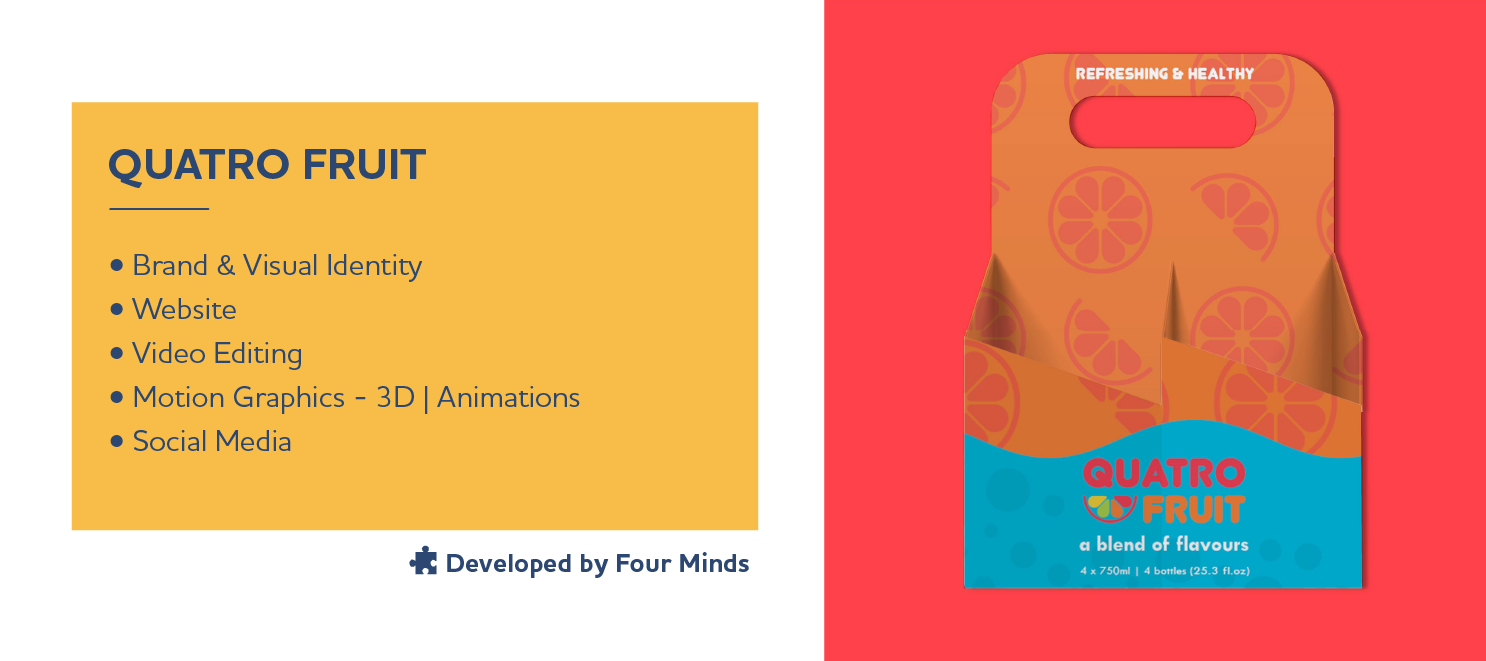 QUATRO FRUIT
• Brand & Visual Identity
• Website
• Video Editing
• Motion Graphics - 3D | Animations
• Social Media
Developed by Four Minds
REFRESHING & HEALTHY
QUATRO
FRUIT
a blend of flavours
4 x 750ml | 4 bottles (25.3 fl.oz)